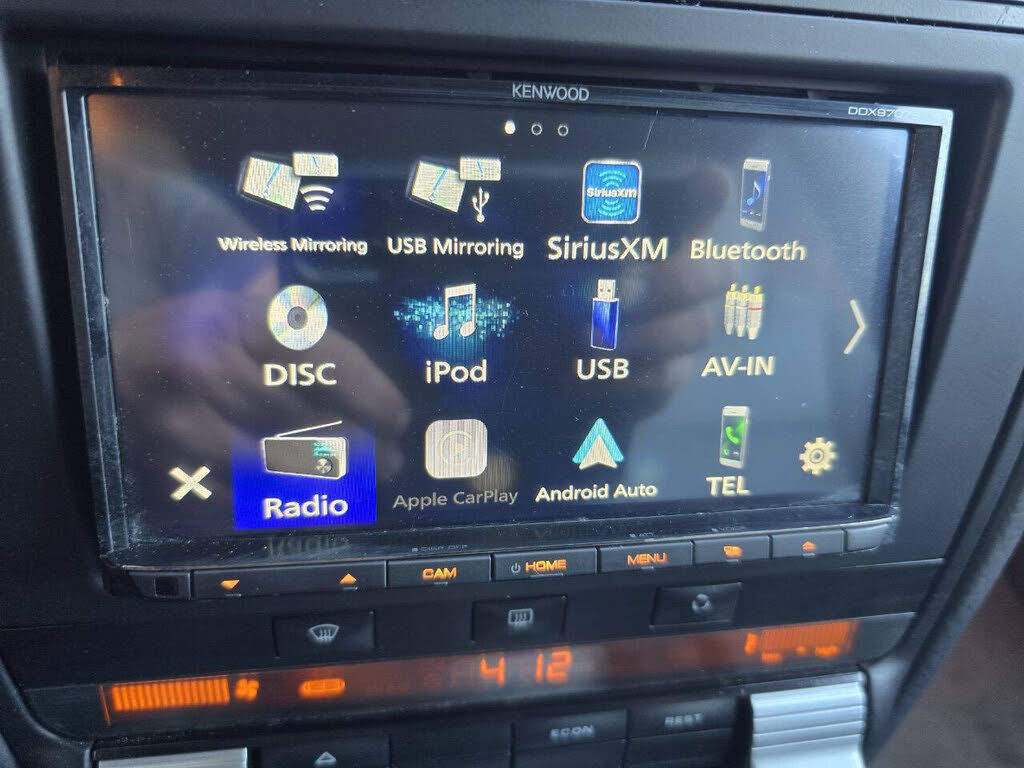 KENWOOD
DDX970
Wireless Mirroring
USB Mirroring
SiriusXM
SiriusXM
Bluetooth
DISC
iPod
USB
AV-IN
Radio
Apple CarPlay
Android Auto
TEL
CAM
HOME
MENU
4 12
ECON
REST